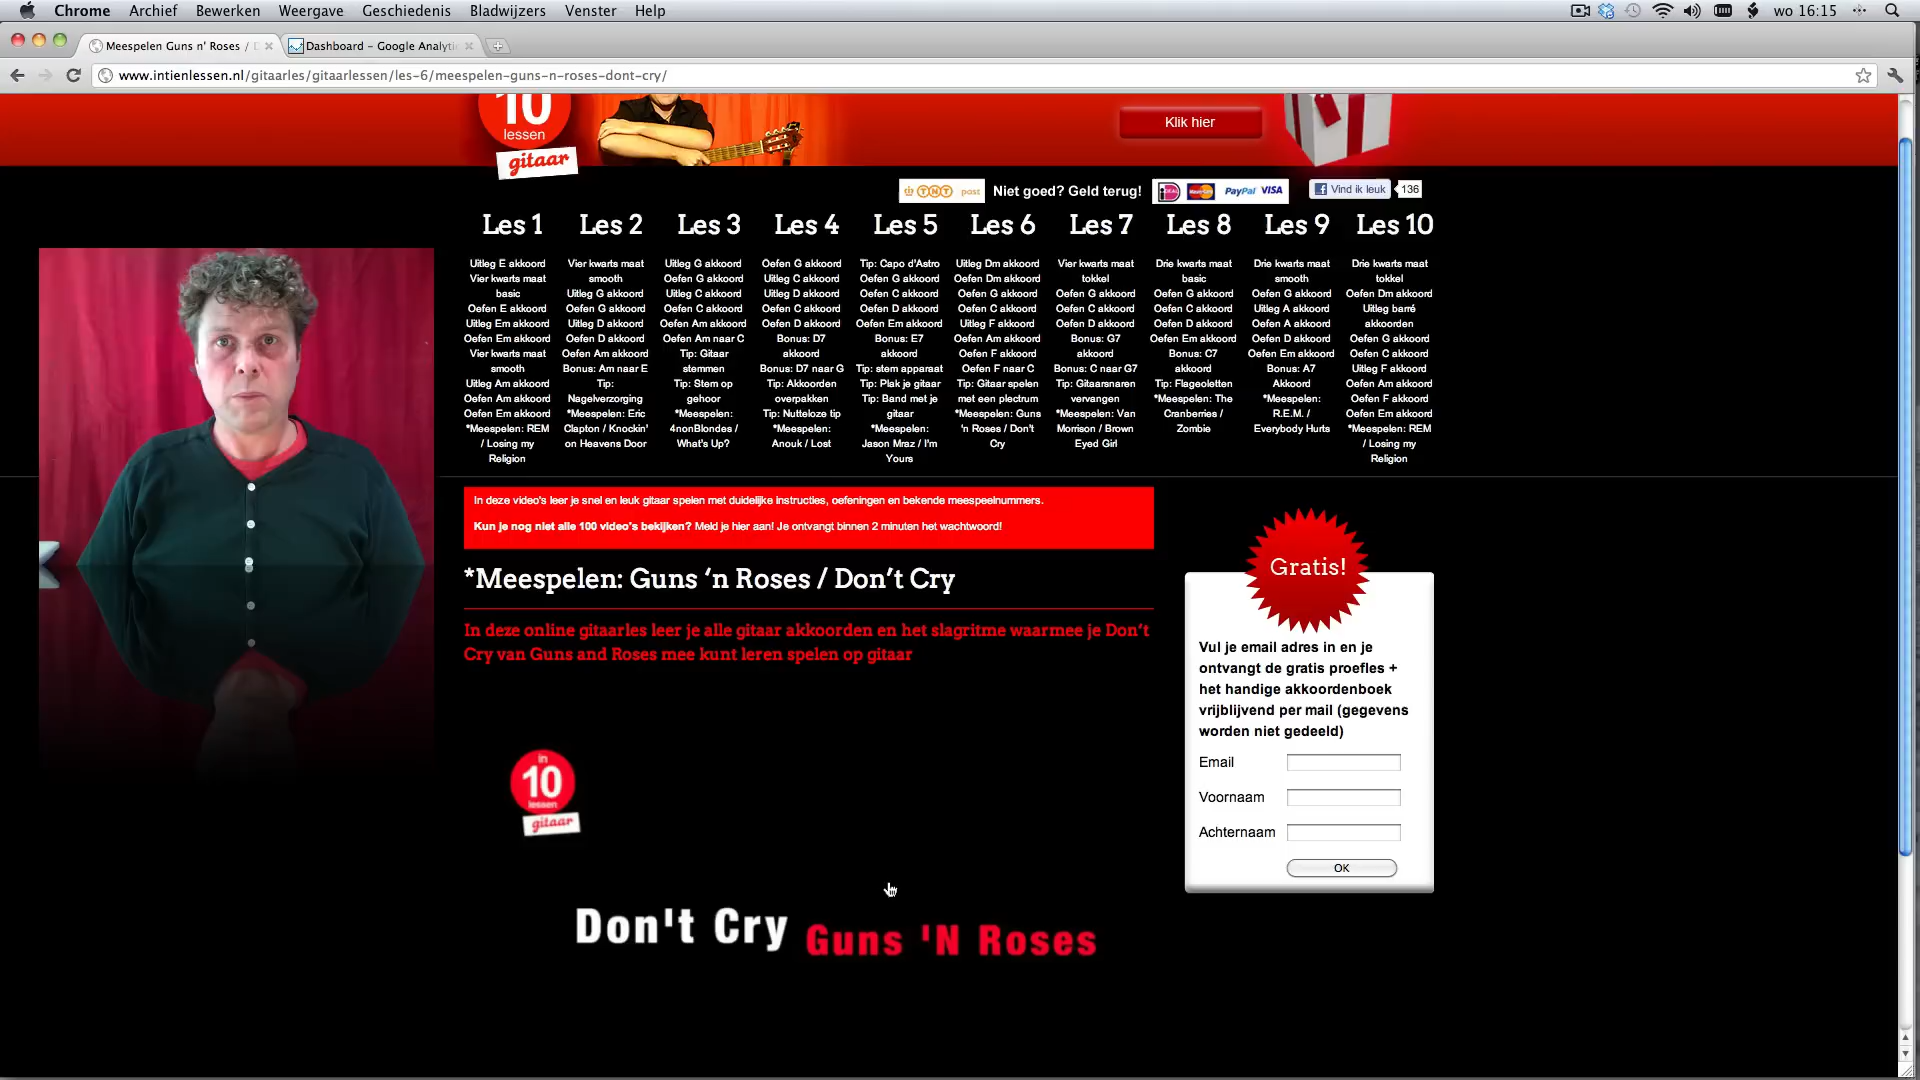 Chrome Archief Bewerken Weergave Geschiedenis Bladwijzers Venster Help wo 16:15
Meespelen Guns n' Roses /
Dashboard – Google Analytic
www.intienlessen.nl/gitaarles/gitaarlessen/les-6/meespelen-guns-n-roses-dont-cry/
10
lessen
gitaar
Klik hier
TNT post
Niet goed? Geld terug!
PayPal VISA
Vind ik leuk
136
Les 1
Uitleg E akkoord
Vier kwarts maat
basic
Oefen E akkoord
Uitleg Em akkoord
Oefen Em akkoord
Vier kwarts maat
smooth
Uitleg Am akkoord
Oefen Am akkoord
Oefen Em akkoord
*Meespelen: REM
/ Losing my
Religion
Les 2
Vier kwarts maat
smooth
Uitleg G akkoord
Oefen G akkoord
Uitleg D akkoord
Oefen D akkoord
Oefen Am akkoord
Bonus: Am naar E
Tip:
Nagelverzorging
*Meespelen: Eric
Clapton / Knockin'
on Heavens Door
Les 3
Uitleg G akkoord
Oefen G akkoord
Uitleg C akkoord
Oefen C akkoord
Oefen Am akkoord
Oefen Am naar C
Tip: Gitaar
stemmen
Tip: Stem op
gehoor
*Meespelen:
4nonBlondes /
What's Up?
Les 4
Oefen G akkoord
Uitleg C akkoord
Uitleg D akkoord
Oefen C akkoord
Oefen D akkoord
Bonus: D7
akkoord
Bonus: D7 naar G
Tip: Akkoorden
overpakken
Tip: Nutteloze tip
*Meespelen:
Anouk / Lost
Les 5
Tip: Capo d'Astro
Oefen G akkoord
Oefen C akkoord
Oefen D akkoord
Oefen Em akkoord
Bonus: E7
akkoord
Tip: stem apparaat
Tip: Plak je gitaar
Tip: Band met je
gitaar
*Meespelen:
Jason Mraz / I'm
Yours
Les 6
Uitleg Dm akkoord
Oefen Dm akkoord
Oefen G akkoord
Oefen C akkoord
Uitleg F akkoord
Oefen Am akkoord
Oefen F akkoord
Oefen F naar C
Tip: Gitaar spelen
met een plectrum
*Meespelen: Guns
'n Roses / Don't
Cry
Les 7
Vier kwarts maat
tokkel
Oefen G akkoord
Oefen C akkoord
Oefen D akkoord
Bonus: G7
akkoord
Bonus: C naar G7
Tip: Gitaarsnaren
vervangen
*Meespelen: Van
Morrison / Brown
Eyed Girl
Les 8
Drie kwarts maat
basic
Oefen G akkoord
Oefen C akkoord
Oefen D akkoord
Oefen Em akkoord
Bonus: C7
akkoord
Tip: Flageoletten
*Meespelen: The
Cranberries /
Zombie
Les 9
Drie kwarts maat
smooth
Oefen G akkoord
Uitleg A akkoord
Oefen A akkoord
Oefen D akkoord
Oefen Em akkoord
Bonus: A7
Akkoord
*Meespelen:
R.E.M. /
Everybody Hurts
Les 10
Drie kwarts maat
tokkel
Oefen Dm akkoord
Uitleg barré
akkoorden
Oefen G akkoord
Oefen C akkoord
Uitleg F akkoord
Oefen Am akkoord
Oefen F akkoord
Oefen Em akkoord
*Meespelen: REM
/ Losing my
Religion
In deze video's leer je snel en leuk gitaar spelen met duidelijke instructies, oefeningen en bekende meespeelnummers.
Kun je nog niet alle 100 video's bekijken? Meld je hier aan! Je ontvangt binnen 2 minuten het wachtwoord!
*Meespelen: Guns ‘n Roses / Don’t Cry
In deze online gitaarles leer je alle gitaar akkoorden en het slagritme waarmee je Don’t
Cry van Guns and Roses mee kunt leren spelen op gitaar
in
10
lessen
gitaar
Don't Cry Guns 'N Roses
Gratis!
Vul je email adres in en je
ontvangt de gratis proefles +
het handige akkoordenboek
vrijblijvend per mail (gegevens
worden niet gedeeld)
Email
Voornaam
Achternaam
OK